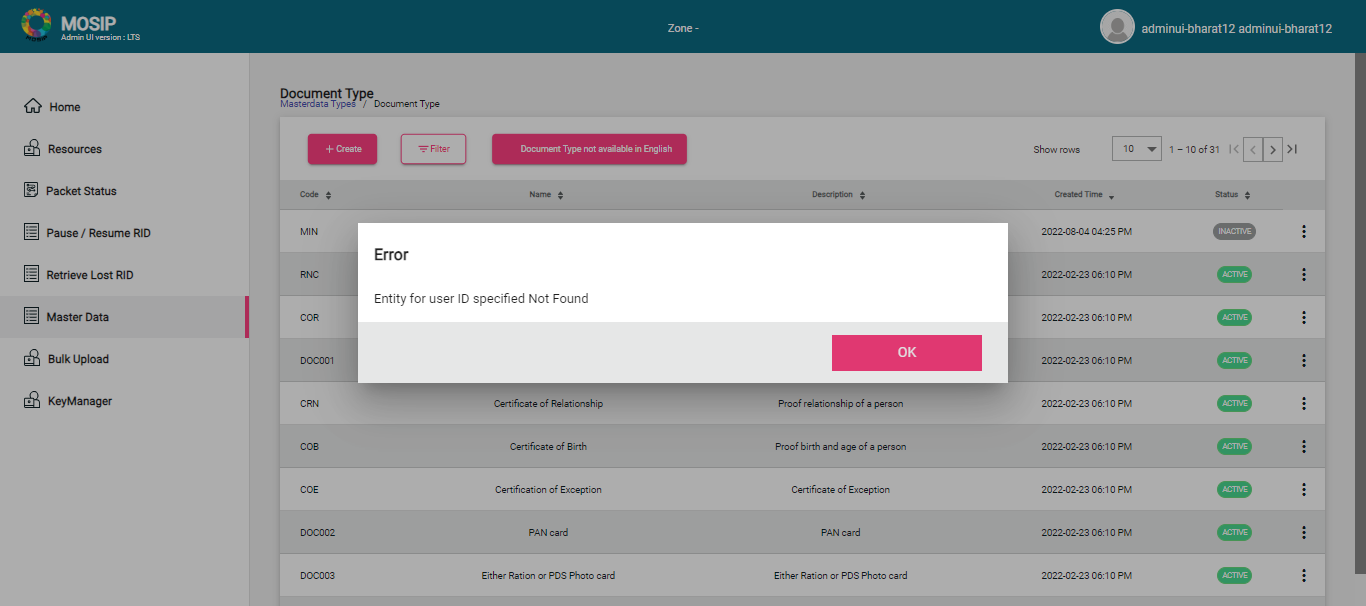 MOSIP
Admin UI version : LTS
Zone -
adminui-bharat12 adminui-bharat12
Home
Resources
Packet Status
Pause / Resume RID
Retrieve Lost RID
Master Data
Bulk Upload
KeyManager
Document Type
Masterdata Types / Document Type
+ Create
Filter
Document Type not available in English
Show rows
10
1 – 10 of 31
Code Name Description Created Time Status
MIN 2022-08-04 04:25 PM INACTIVE
RNC 2022-02-23 06:10 PM ACTIVE
COR 2022-02-23 06:10 PM ACTIVE
DOC001 2022-02-23 06:10 PM ACTIVE
Error
Entity for user ID specified Not Found
OK
CRN Certificate of Relationship Proof relationship of a person 2022-02-23 06:10 PM ACTIVE
COB Certificate of Birth Proof birth and age of a person 2022-02-23 06:10 PM ACTIVE
COE Certification of Exception Certificate of Exception 2022-02-23 06:10 PM ACTIVE
DOC002 PAN card PAN card 2022-02-23 06:10 PM ACTIVE
DOC003 Either Ration or PDS Photo card Either Ration or PDS Photo card 2022-02-23 06:10 PM ACTIVE